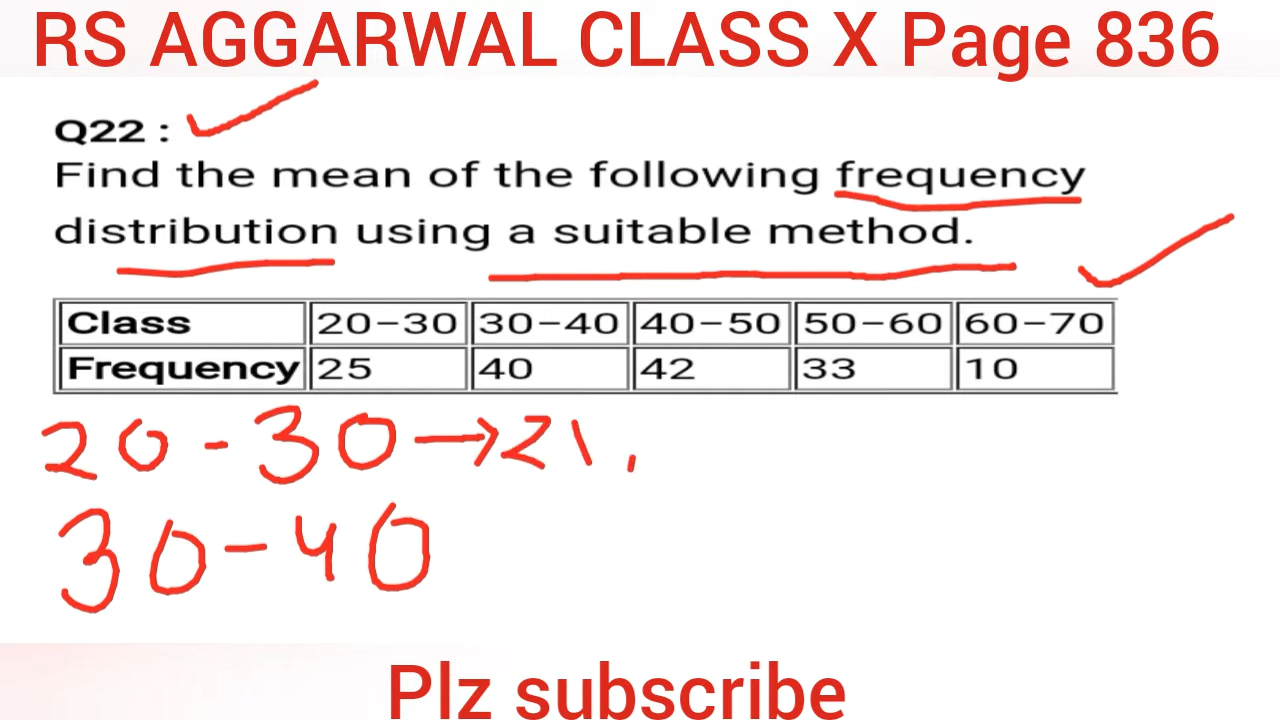 RS AGGARWAL CLASS X Page 836
Q22 :
Find the mean of the following frequency
distribution using a suitable method.
Class 20−30 30−40 40−50 50−60 60−70
Frequency 25 40 42 33 10
20 - 30 → 21,
30 - 40
Plz subscribe